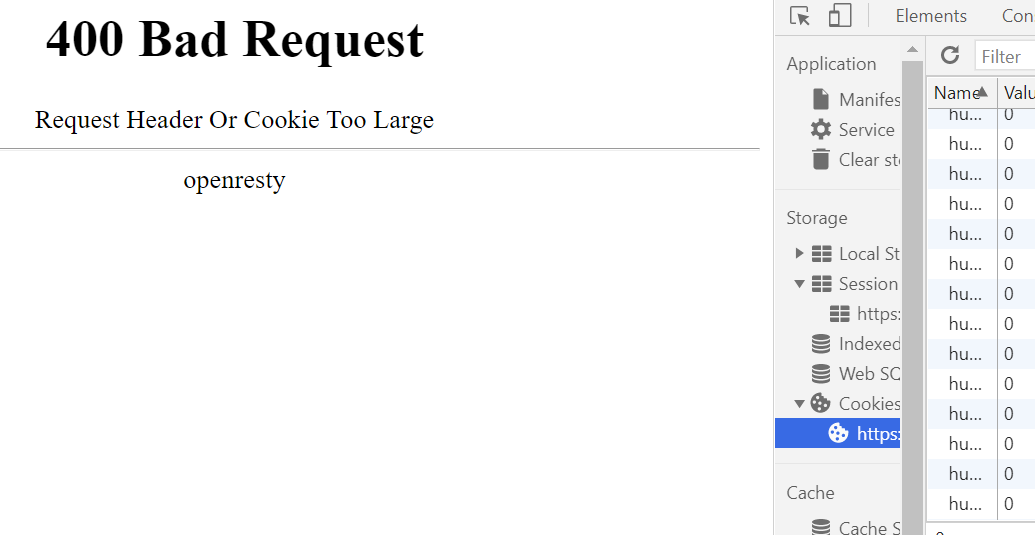 400 Bad Request
Request Header Or Cookie Too Large
openresty
Elements Con
Application
Manifes
Service
Clear sto
Storage
Local St
Session
https:
Indexed
Web SQ
Cookies
https:
Cache
Cache S
Filter
Name Valu
hu... 0
hu... 0
hu... 0
hu... 0
hu... 0
hu... 0
hu... 0
hu... 0
hu... 0
hu... 0
hu... 0
hu... 0
hu... 0
hu... 0